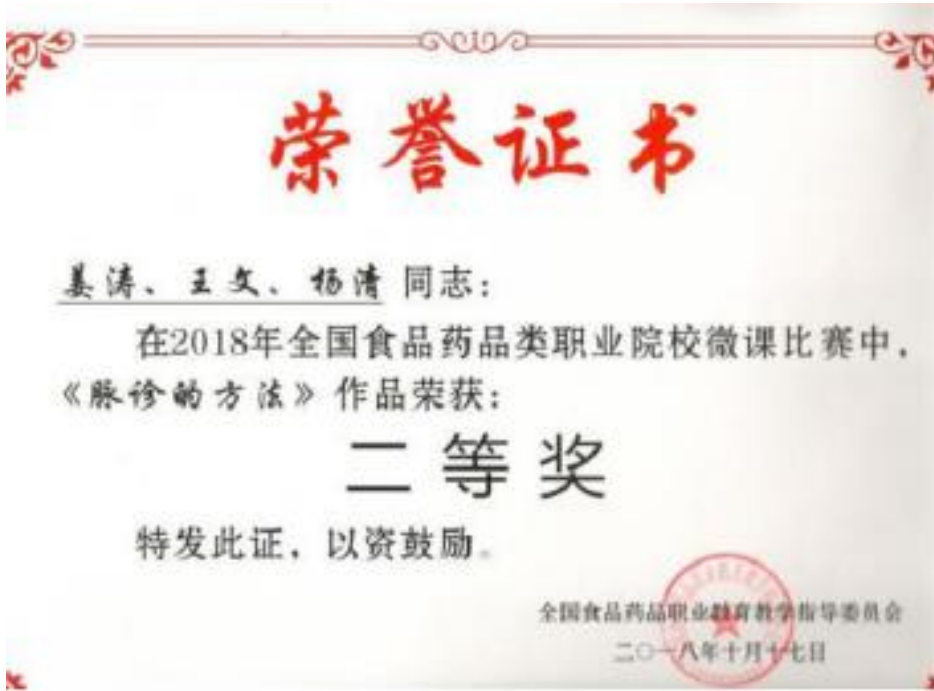 荣誉证书
姜涛、王文、杨清 同志：
在2018年全国食品药品类职业院校微课比赛中，
《脉诊的方法》作品荣获：
二等奖
特发此证，以资鼓励。
全国食品药品职业教育教学指导委员会
二〇一八年十月十七日